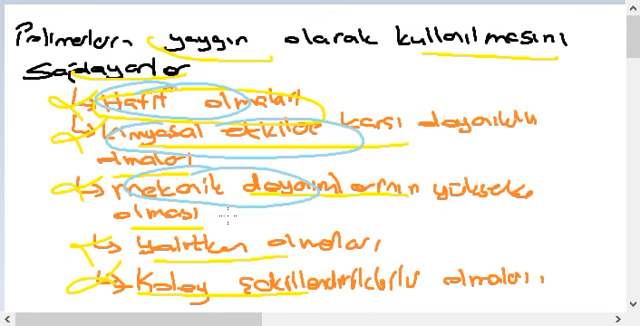 Polimerlerin yaygın olarak kullanılmasını
sağlayanlar
Hafif olmaları
kimyasal etkilere karşı dayanıklı
olmaları
mekanik dayanımlarının yüksek
olması
yalıtkan olmaları
Kolay şekillendirilebilir olmaları